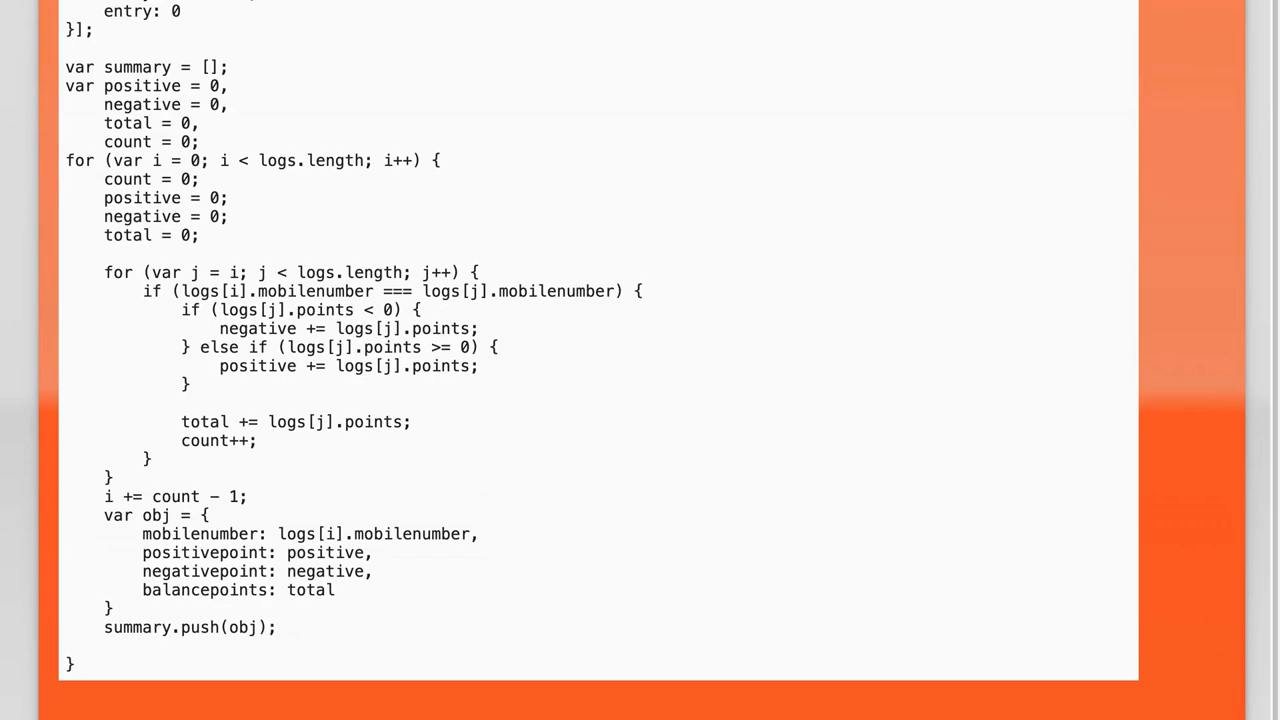 entry: 0
}];
var summary = [];
var positive = 0,
negative = 0,
total = 0,
count = 0;
for (var i = 0; i < logs.length; i++) {
count = 0;
positive = 0;
negative = 0;
total = 0;
for (var j = i; j < logs.length; j++) {
if (logs[i].mobilenumber === logs[j].mobilenumber) {
if (logs[j].points < 0) {
negative += logs[j].points;
} else if (logs[j].points >= 0) {
positive += logs[j].points;
}
total += logs[j].points;
count++;
}
}
i += count - 1;
var obj = {
mobilenumber: logs[i].mobilenumber,
positivepoint: positive,
negativepoint: negative,
balancepoints: total
}
summary.push(obj);
}